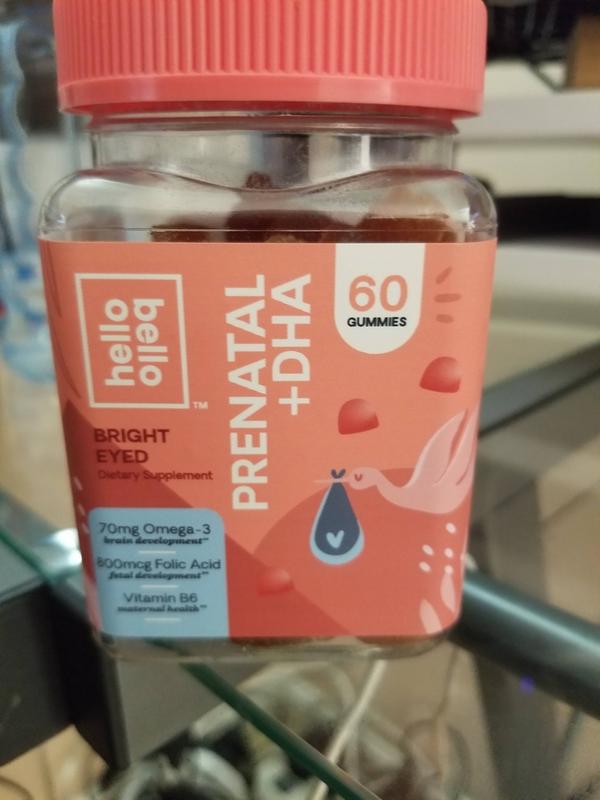 hello
bello
TM
PRENATAL
+DHA
60
GUMMIES
BRIGHT
EYED
Dietary Supplement
70mg Omega-3
brain development**
800mcg Folic Acid
fetal development**
Vitamin B6
maternal health**